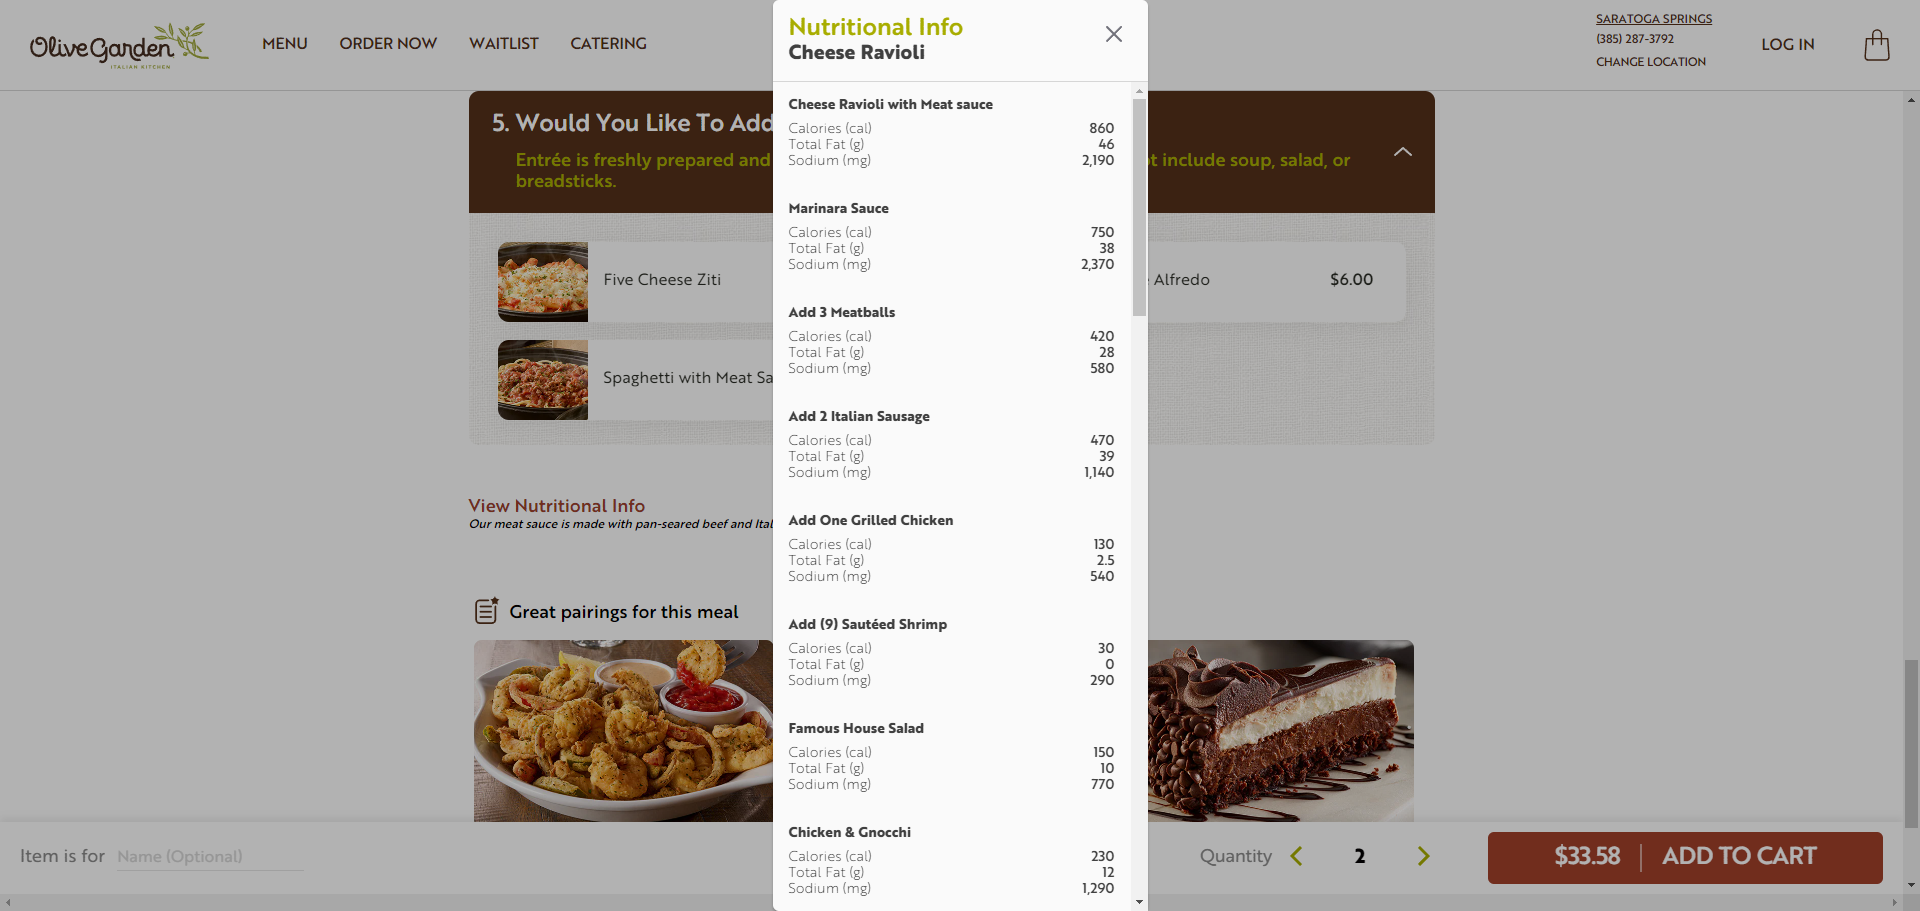 Olive Garden
ITALIAN KITCHEN
MENU
ORDER NOW
WAITLIST
CATERING
SARATOGA SPRINGS
(385) 287-3792
CHANGE LOCATION
LOG IN
Nutritional Info
Cheese Ravioli
Cheese Ravioli with Meat sauce
Calories (cal) 860
Total Fat (g) 46
Sodium (mg) 2,190
Marinara Sauce
Calories (cal) 750
Total Fat (g) 38
Sodium (mg) 2,370
Add 3 Meatballs
Calories (cal) 420
Total Fat (g) 28
Sodium (mg) 580
Add 2 Italian Sausage
Calories (cal) 470
Total Fat (g) 39
Sodium (mg) 1,140
Add One Grilled Chicken
Calories (cal) 130
Total Fat (g) 2.5
Sodium (mg) 540
Add (9) Sautéed Shrimp
Calories (cal) 30
Total Fat (g) 0
Sodium (mg) 290
Famous House Salad
Calories (cal) 150
Total Fat (g) 10
Sodium (mg) 770
Chicken & Gnocchi
Calories (cal) 230
Total Fat (g) 12
Sodium (mg) 1,290
5. Would You Like To Add
Entrée is freshly prepared and
include soup, salad, or
breadsticks.
Five Cheese Ziti
Alfredo
$6.00
Spaghetti with Meat
View Nutritional Info
Our meat sauce is made with pan-seared beef and
Great pairings for this meal
Item is for Name (Optional)
Quantity 2
$33.58 | ADD TO CART